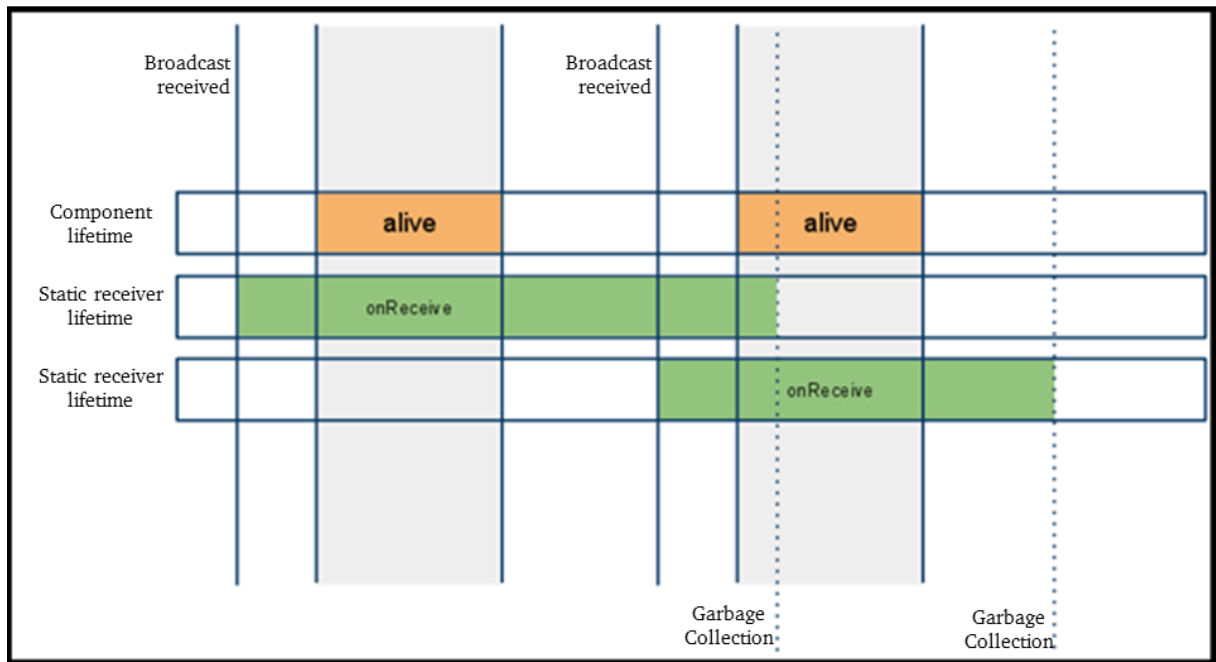 Broadcast
received
Broadcast
received
Component
lifetime
alive
alive
Static receiver
lifetime
onReceive
Static receiver
lifetime
onReceive
Garbage
Collection
Garbage
Collection